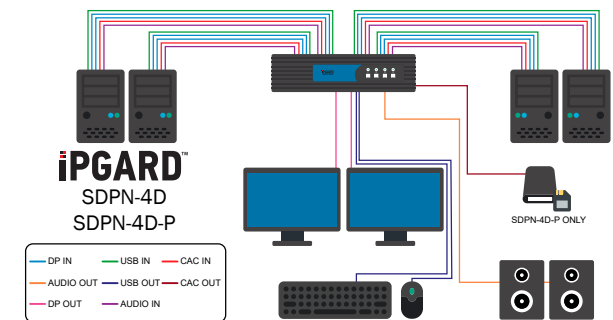 iPGARD™
SDPN-4D
SDPN-4D-P
SDPN-4D-P ONLY
DP IN
USB IN
CAC IN
AUDIO OUT
USB OUT
CAC OUT
DP OUT
AUDIO IN